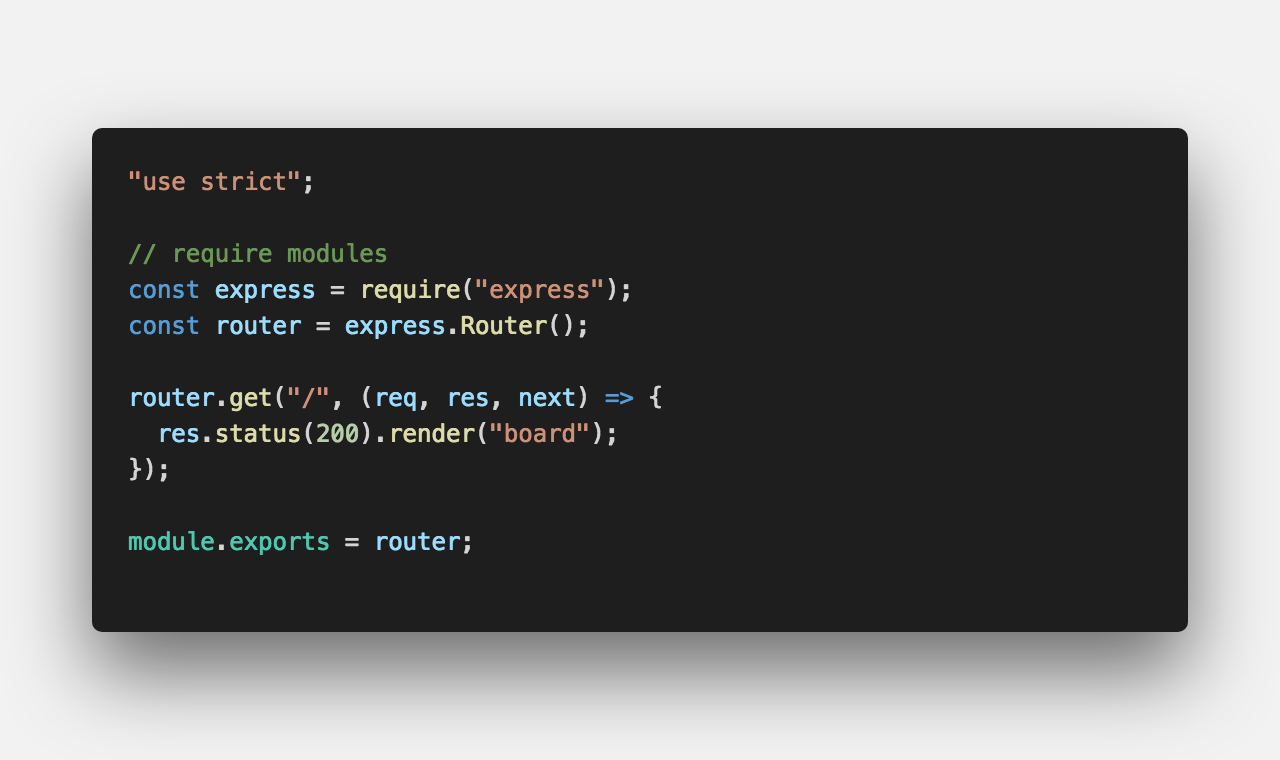 "use strict";
// require modules
const express = require("express");
const router = express.Router();
router.get("/", (req, res, next) => {
  res.status(200).render("board");
});
module.exports = router;